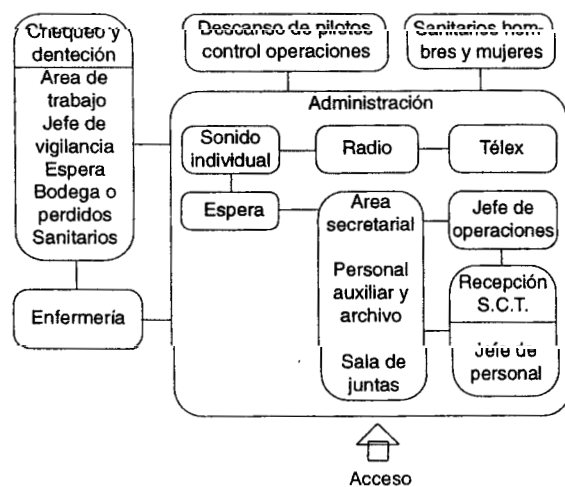 Chequeo y
dentención
Area de
trabajo
Jefe de
vigilancia
Espera
Bodega o
perdidos
Sanitarios
Enfermería
Descanso de pilotos
control operaciones
Sanitarios hom-
bres y mujeres
Administración
Sonido
individual
Radio
Télex
Espera
Area
secretarial
Personal
auxiliar y
archivo
Sala de
juntas
Jefe de
operaciones
Recepción
S.C.T.
Jefe de
personal
Acceso